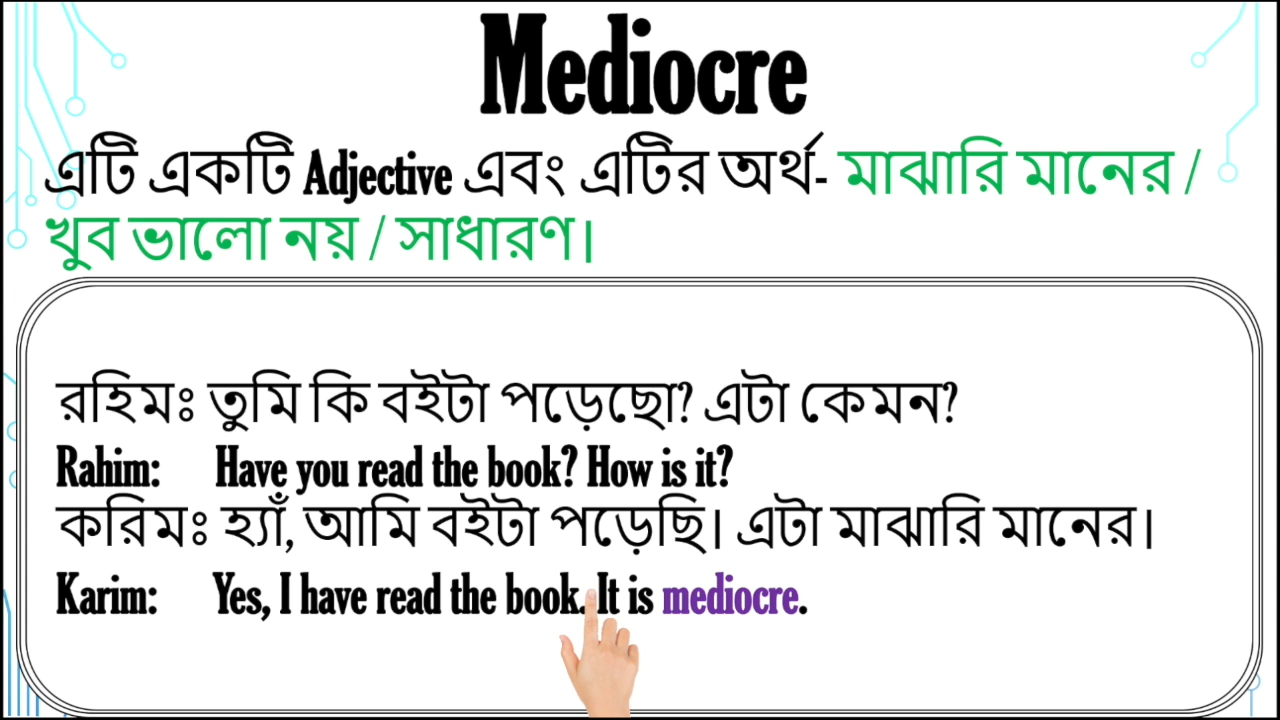 Mediocre
এটি একটি Adjective এবং এটির অর্থ- মাঝারি মানের /
খুব ভালো নয় / সাধারণ।
রহিমঃ তুমি কি বইটা পড়েছো? এটা কেমন?
Rahim: Have you read the book? How is it?
করিমঃ হ্যাঁ, আমি বইটা পড়েছি। এটা মাঝারি মানের।
Karim: Yes, I have read the book. It is mediocre.